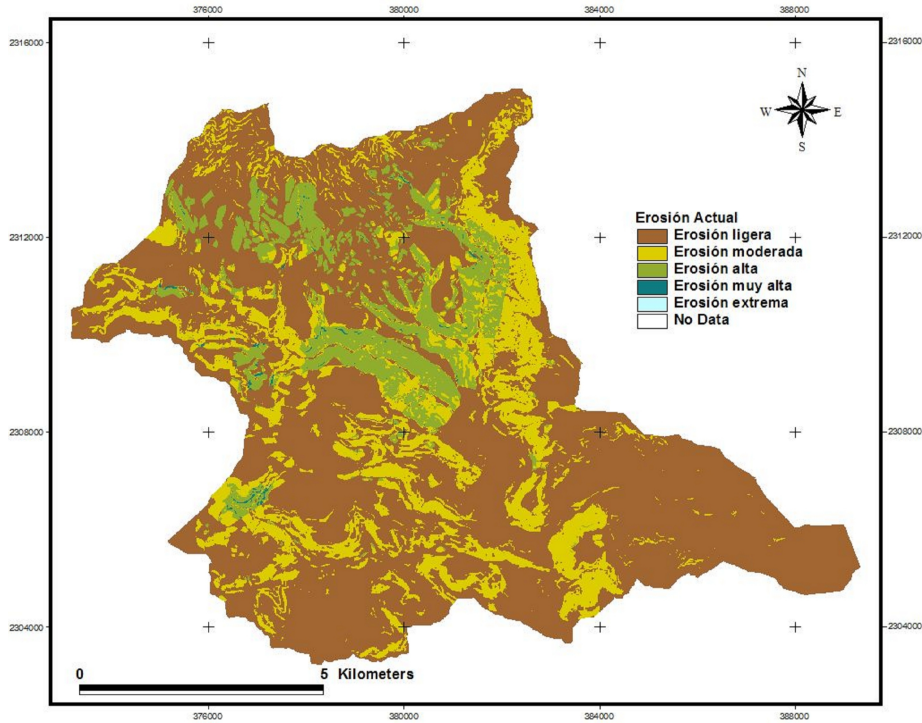 376000 380000 384000 388000
2316000 2316000
N
W E
S
Erosión Actual
Erosión ligera
2312000 Erosión moderada 2312000
Erosión alta
Erosión muy alta
Erosión extrema
No Data
2308000 2308000
2304000 2304000
0 5 Kilometers
376000 380000 384000 388000